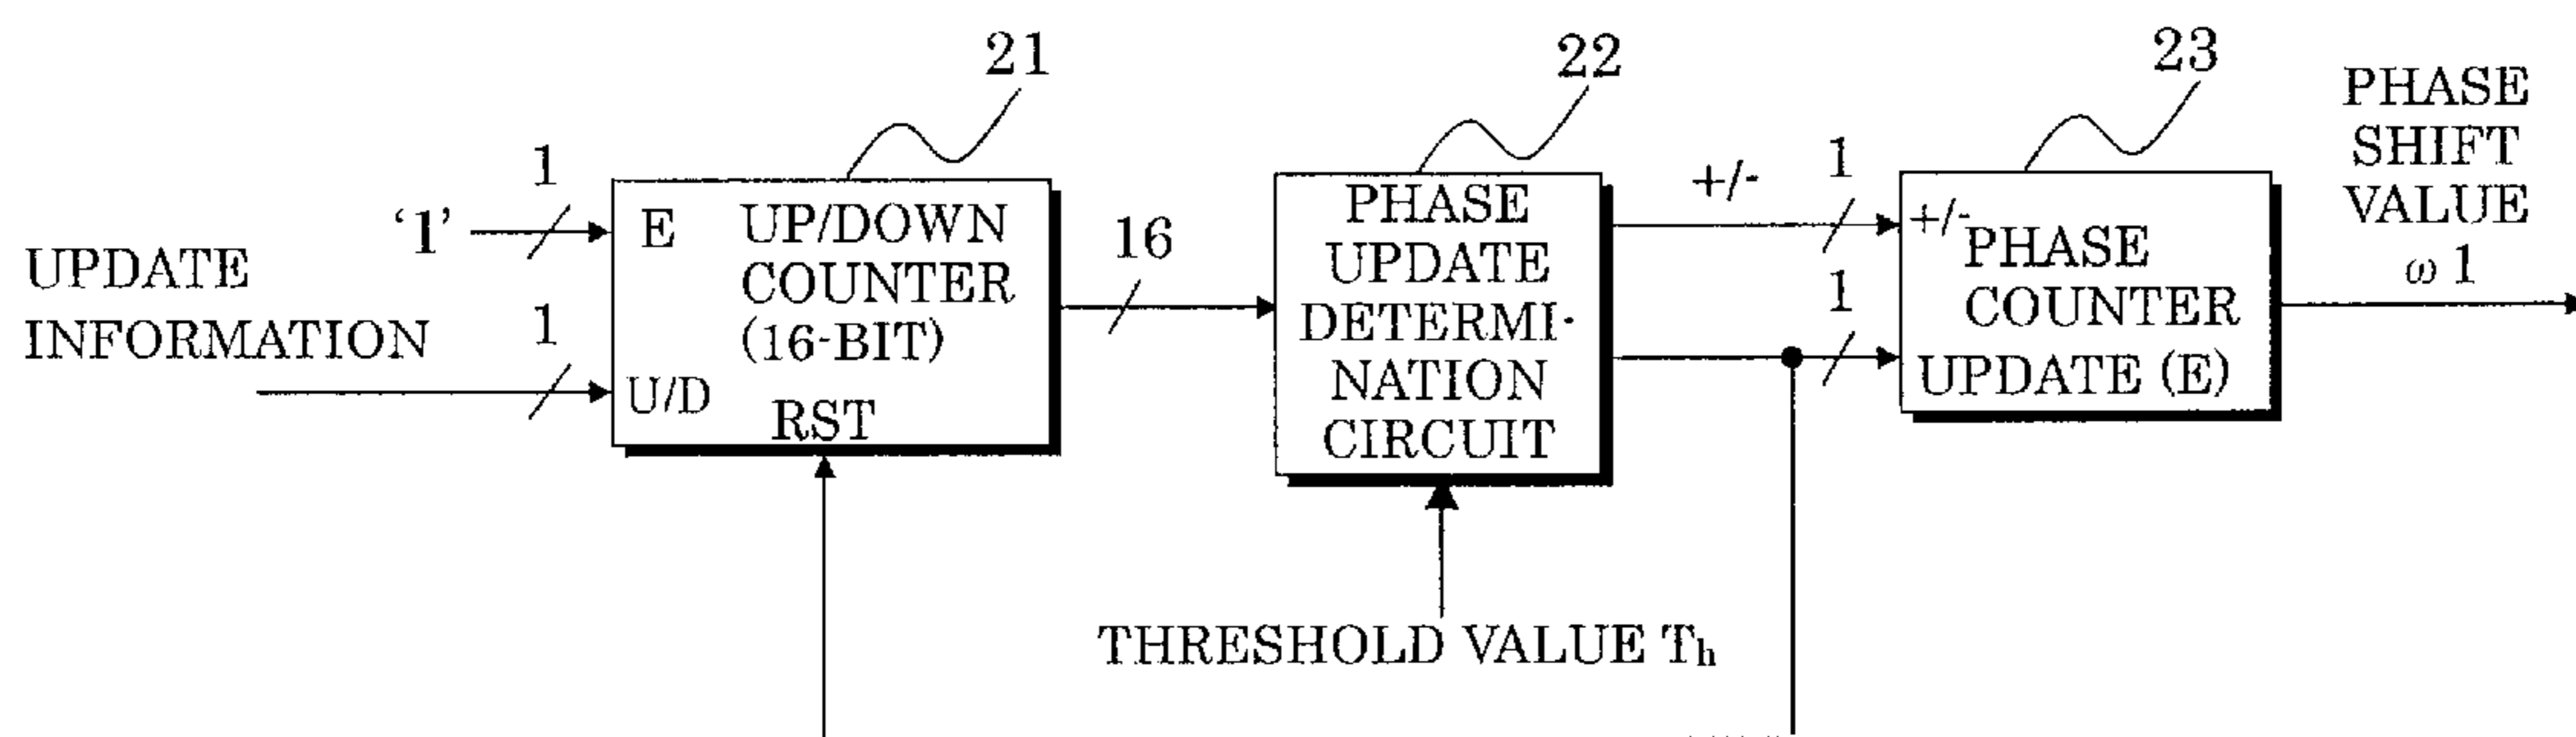 21
22
23
PHASE
SHIFT
VALUE
ω 1
1
'1'
E
UP/DOWN
COUNTER
(16-BIT)
UPDATE
INFORMATION
1
U/D
RST
16
PHASE
UPDATE
DETERMI-
NATION
CIRCUIT
+/-
1
1
+/-
PHASE
COUNTER
UPDATE (E)
THRESHOLD VALUE Th